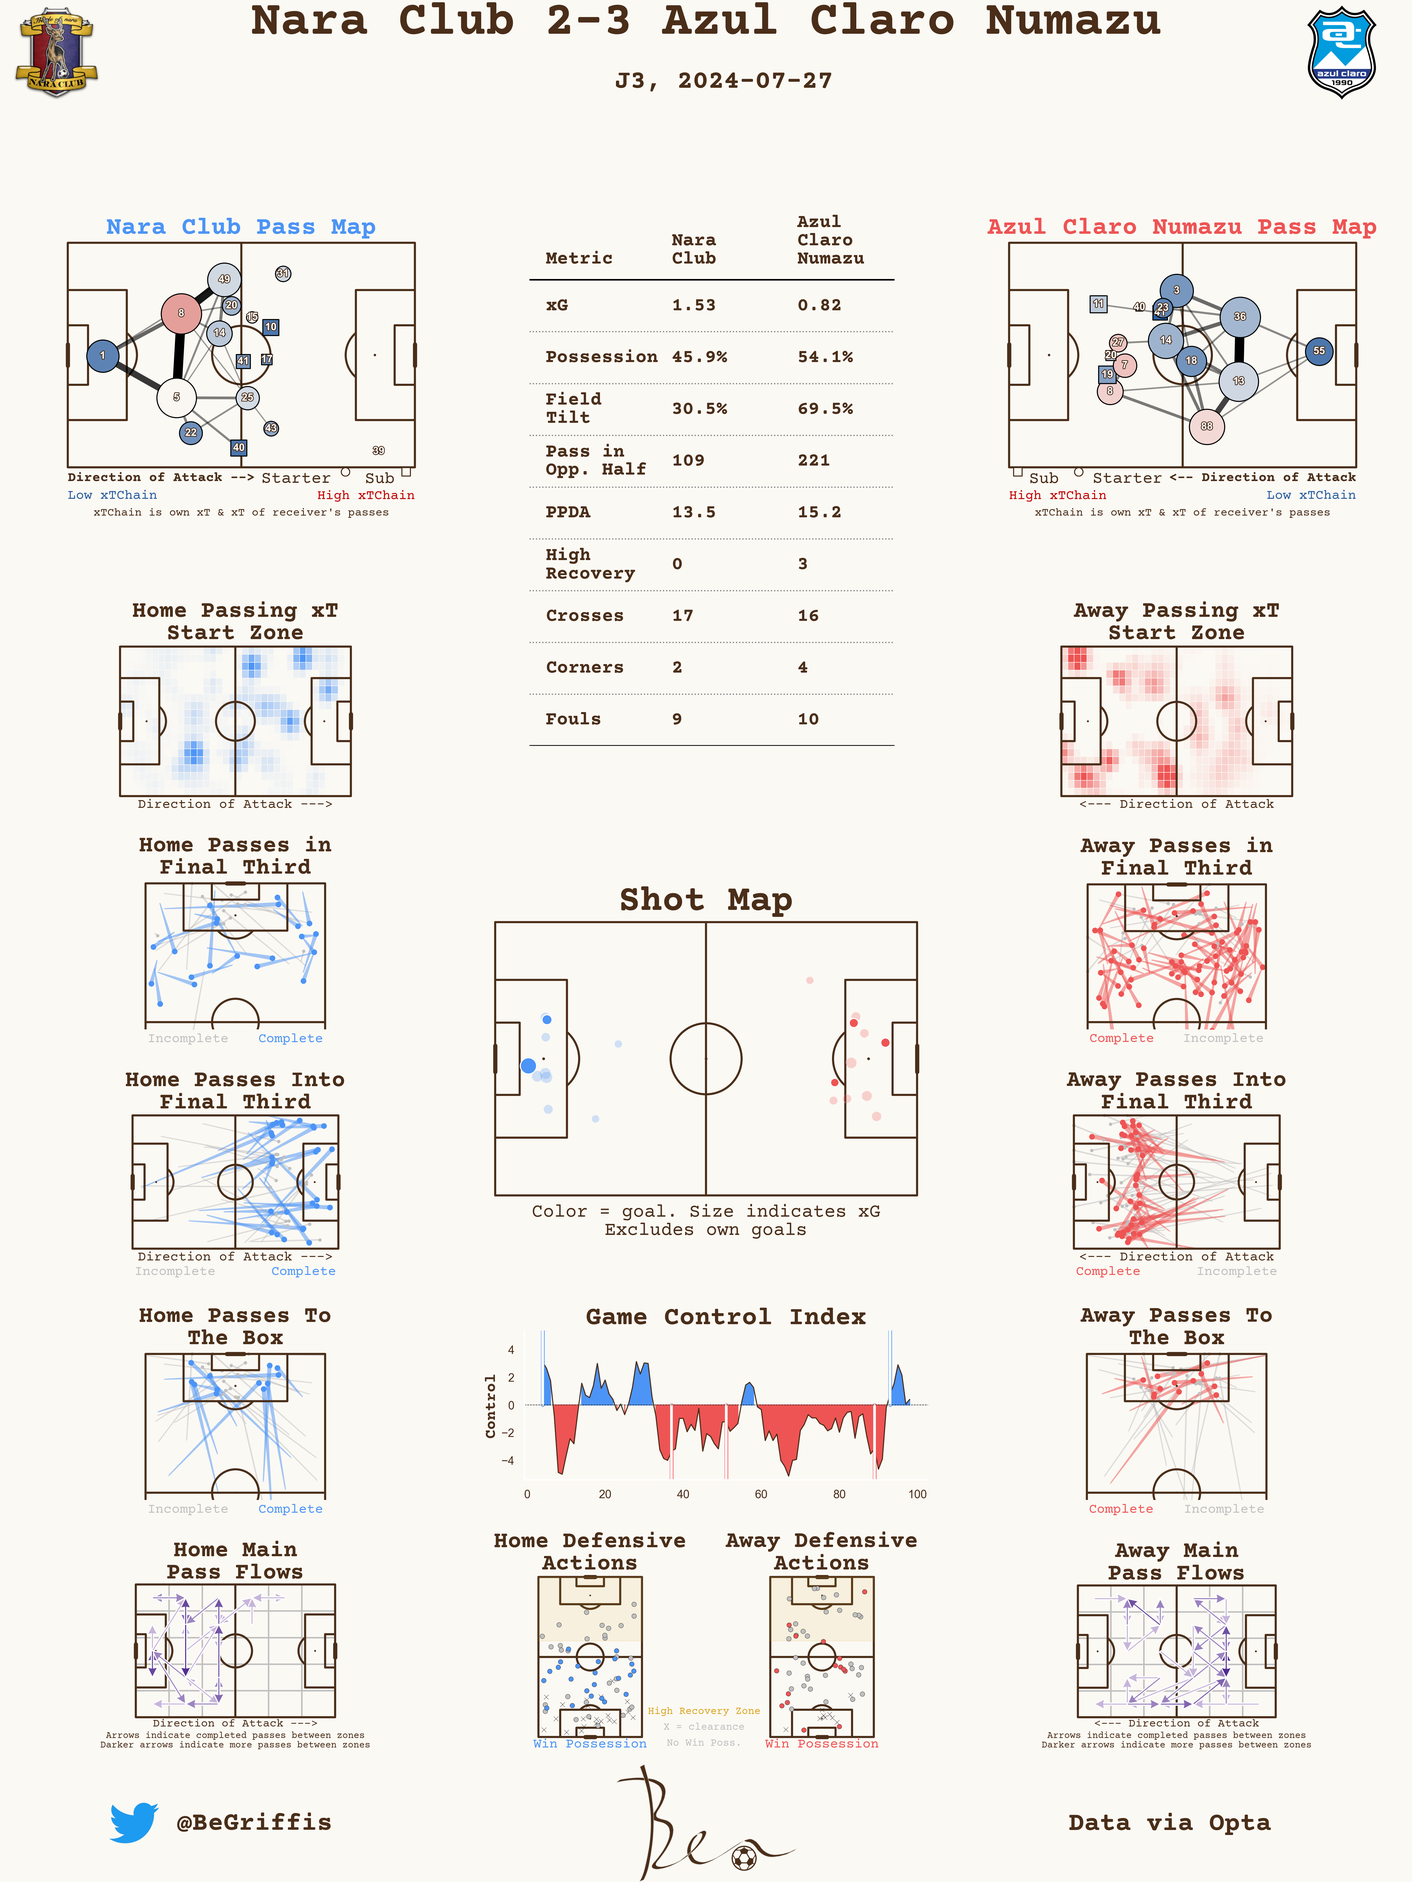 Nara Club 2-3 Azul Claro Numazu
J3, 2024-07-27
NARA CLUB
azul claro
1990
Nara Club Pass Map
49
31
20
8
15
10
14
1
41
17
5
25
22
43
40
39
Direction of Attack --> Starter Sub
Low xTChain High xTChain
xTChain is own xT & xT of receiver's passes
Metric Nara Club Azul Claro Numazu
xG 1.53 0.82
Possession 45.9% 54.1%
Field Tilt 30.5% 69.5%
Pass in Opp. Half 109 221
PPDA 13.5 15.2
High Recovery 0 3
Crosses 17 16
Corners 2 4
Fouls 9 10
Azul Claro Numazu Pass Map
3
11
40
23
36
27
14
20
7
18
55
19
8
13
88
Sub Starter <-- Direction of Attack
High xTChain Low xTChain
xTChain is own xT & xT of receiver's passes
Home Passing xT
Start Zone
Direction of Attack --->
Away Passing xT
Start Zone
<--- Direction of Attack
Home Passes in
Final Third
Incomplete Complete
Away Passes in
Final Third
Complete Incomplete
Shot Map
Color = goal. Size indicates xG
Excludes own goals
Home Passes Into
Final Third
Direction of Attack --->
Incomplete Complete
Away Passes Into
Final Third
<--- Direction of Attack
Complete Incomplete
Home Passes To
The Box
Incomplete Complete
Game Control Index
Control
4
2
0
−2
−4
0 20 40 60 80 100
Away Passes To
The Box
Complete Incomplete
Home Main
Pass Flows
Direction of Attack --->
Arrows indicate completed passes between zones
Darker arrows indicate more passes between zones
Home Defensive
Actions
Win Possession
Away Defensive
Actions
Win Possession
High Recovery Zone
X = clearance
No Win Poss.
Away Main
Pass Flows
<--- Direction of Attack
Arrows indicate completed passes between zones
Darker arrows indicate more passes between zones
@BeGriffis
Ben
Data via Opta